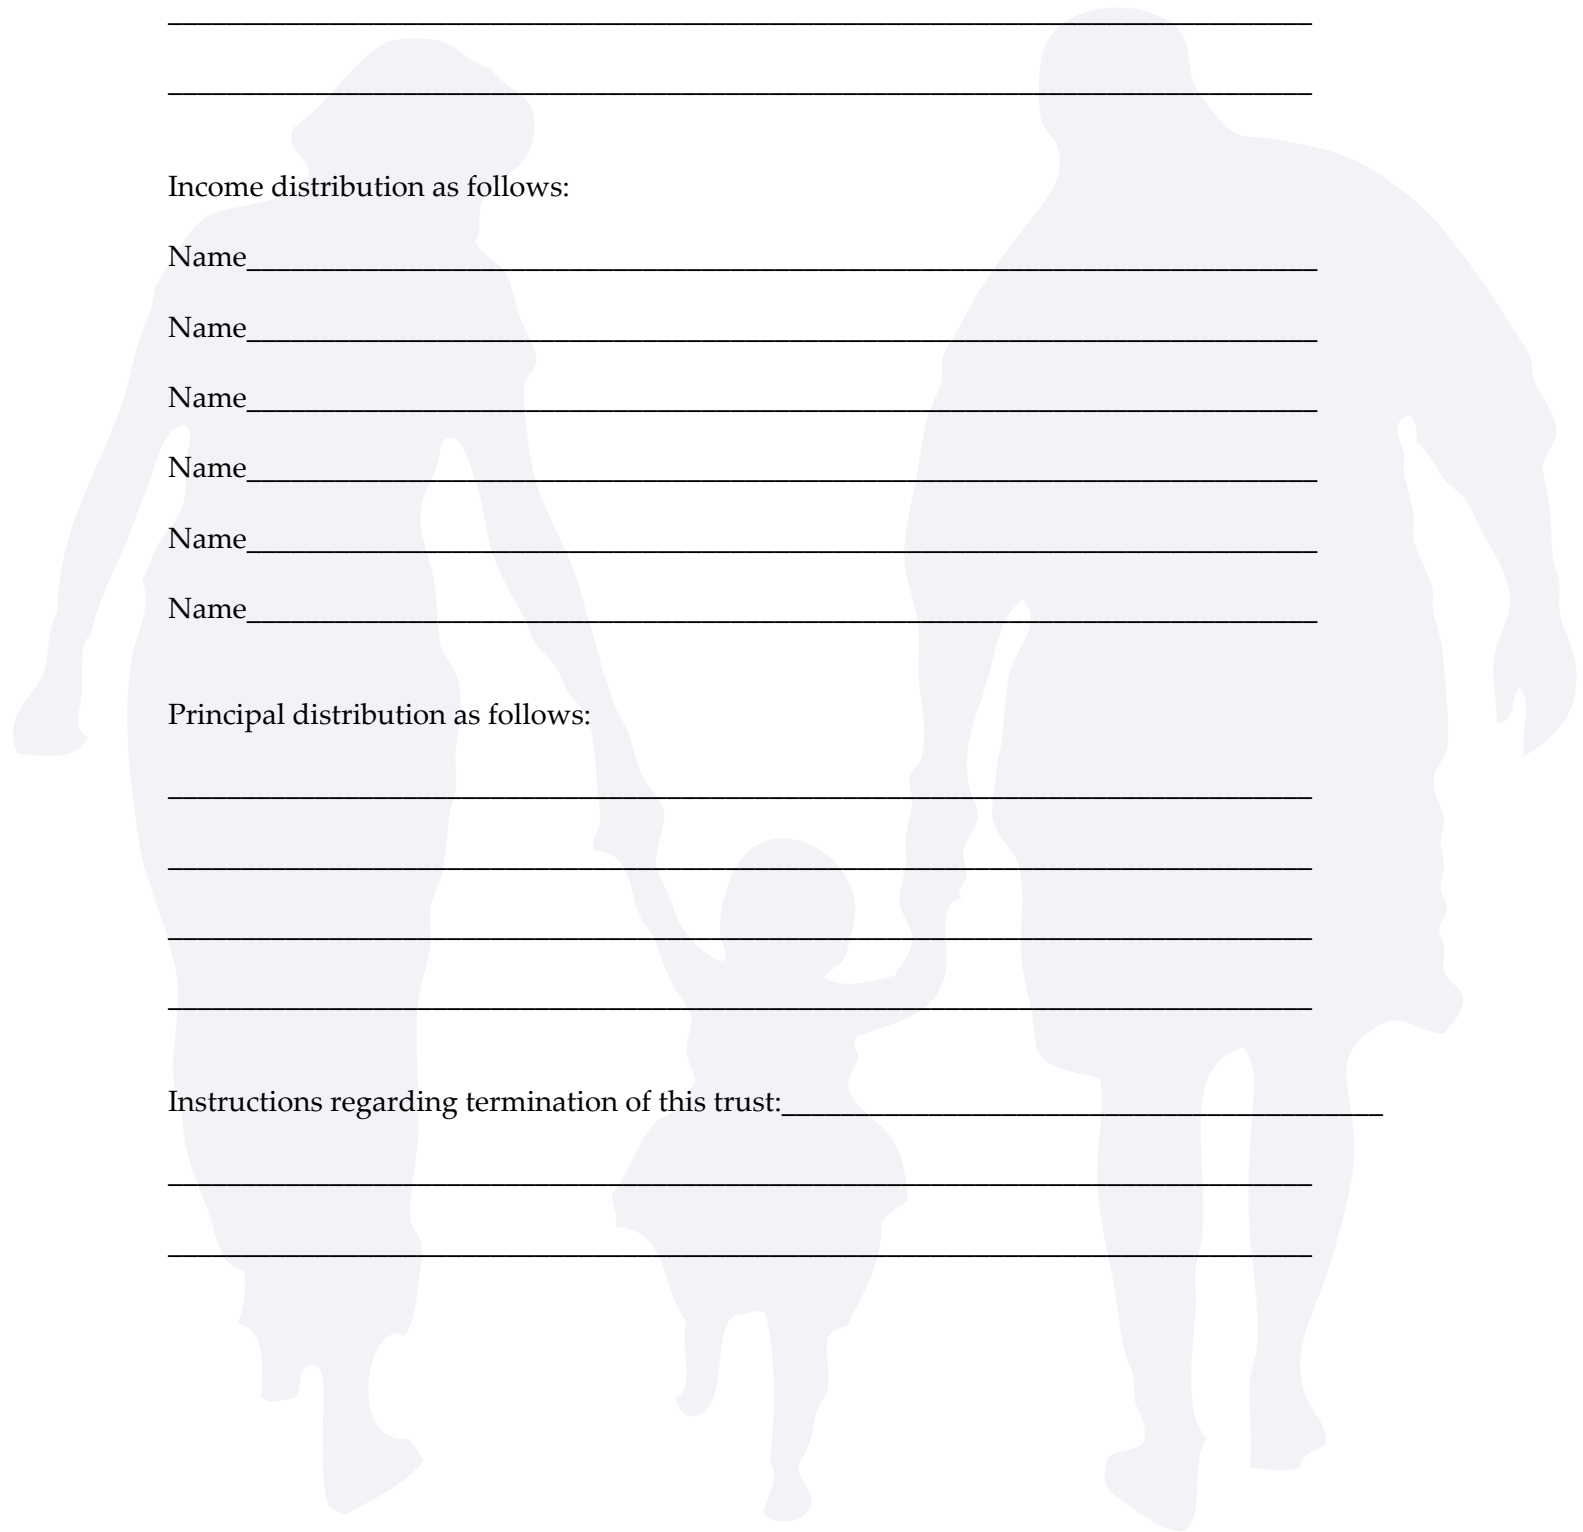 Income distribution as follows:
Name
Name
Name
Name
Name
Name
Principal distribution as follows:
Instructions regarding termination of this trust: